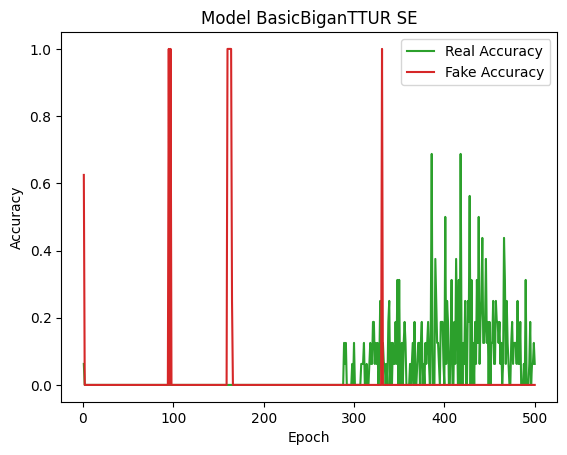 Model BasicBiganTTUR SE
Real Accuracy
Fake Accuracy
Accuracy
1.0
0.8
0.6
0.4
0.2
0.0
0 100 200 300 400 500
Epoch